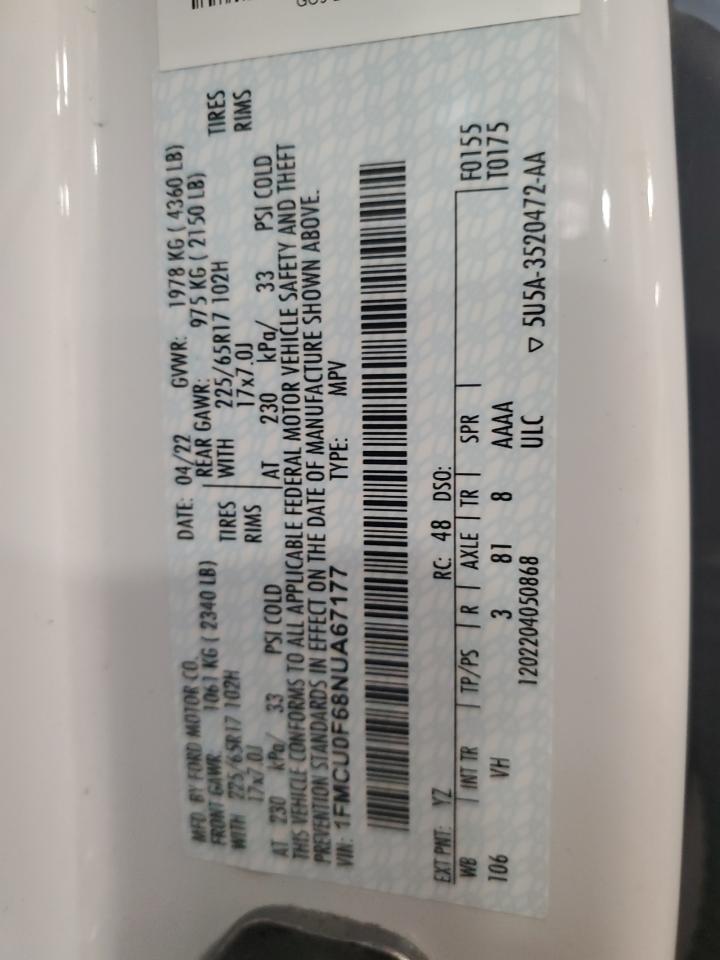 MFD. BY FORD MOTOR CO.
DATE: 04/22 GVWR: 1978 KG ( 4360 LB)
FRONT GAWR: 1061 KG ( 2340 LB) REAR GAWR: 975 KG ( 2150 LB)
WITH 225/65R17 102H TIRES WITH 225/65R17 102H TIRES
17x7.0J RIMS 17x7.0J RIMS
AT 230 kPa/ 33 PSI COLD AT 230 kPa/ 33 PSI COLD
THIS VEHICLE CONFORMS TO ALL APPLICABLE FEDERAL MOTOR VEHICLE SAFETY AND THEFT
PREVENTION STANDARDS IN EFFECT ON THE DATE OF MANUFACTURE SHOWN ABOVE.
VIN: 1FMCU0F68NUA67177 TYPE: MPV
EXT PNT: YZ RC: 48 DSO: F0155
WB INT TR TP/PS R AXLE TR SPR T0175
106 VH 3 81 8 AAAA
1202204050868 ULC ▽ 5U5A-3520472-AA